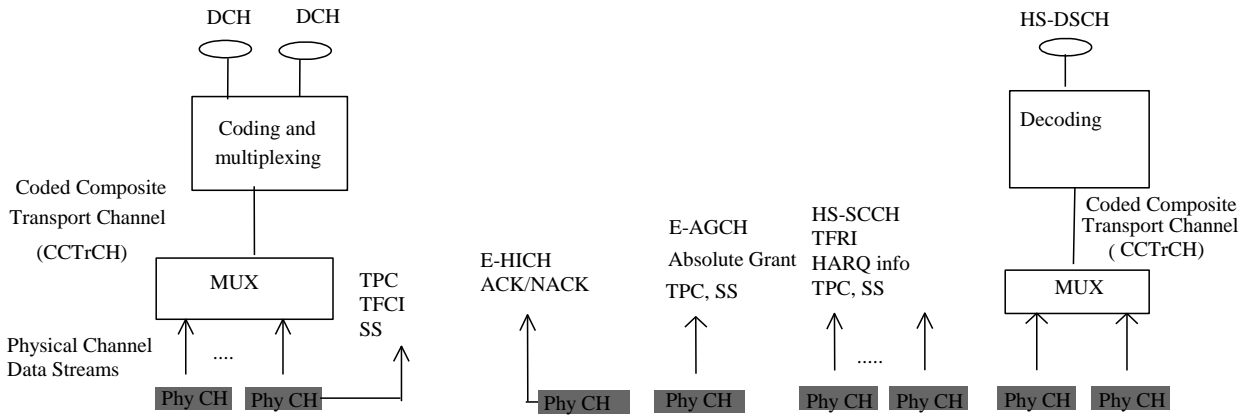 DCH
DCH
HS-DSCH
Coding and
multiplexing
Decoding
Coded Composite
Transport Channel
(CCTrCH)
MUX
TPC
TFCI
SS
E-HICH
ACK/NACK
E-AGCH
Absolute Grant
TPC, SS
HS-SCCH
TFRI
HARQ info
TPC, SS
Coded Composite
Transport Channel
( CCTrCH)
MUX
Physical Channel
Data Streams
....
.....
Phy CH
Phy CH
Phy CH
Phy CH
Phy CH
Phy CH
Phy CH
Phy CH